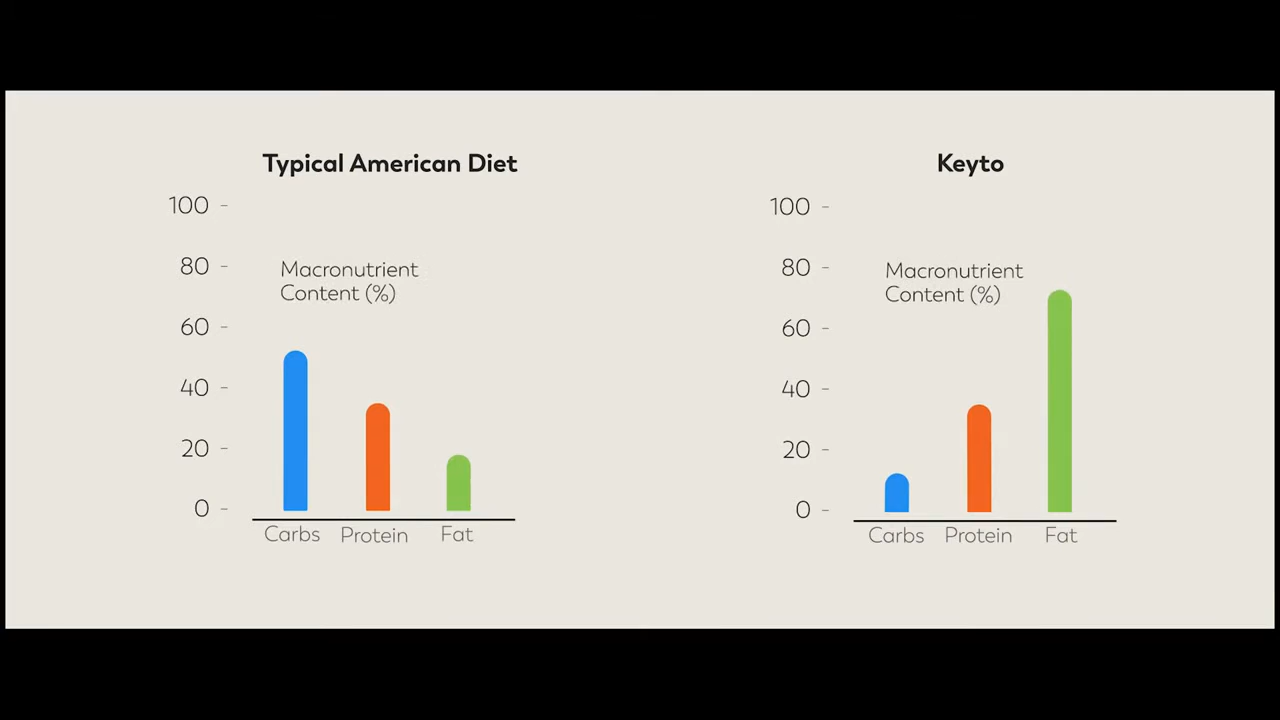 Typical American Diet
100 -
80 -
Macronutrient
Content (%)
60 -
40 -
20 -
0 -
Carbs Protein Fat
Keyto
100 -
80 -
Macronutrient
Content (%)
60 -
40 -
20 -
0 -
Carbs Protein Fat